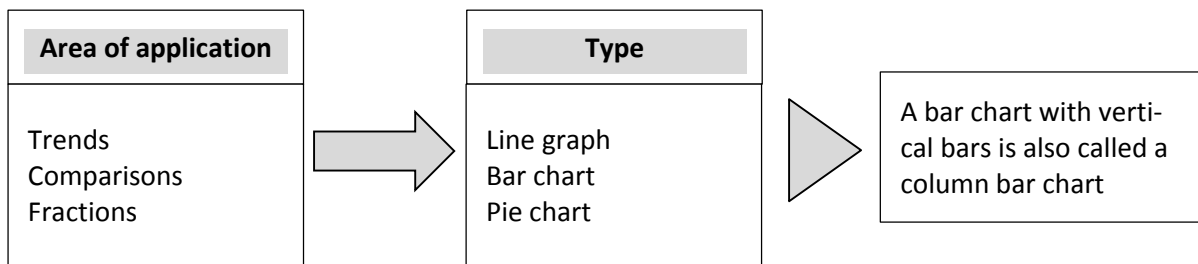 Area of application
Trends
Comparisons
Fractions
Type
Line graph
Bar chart
Pie chart
A bar chart with verti-
cal bars is also called a
column bar chart